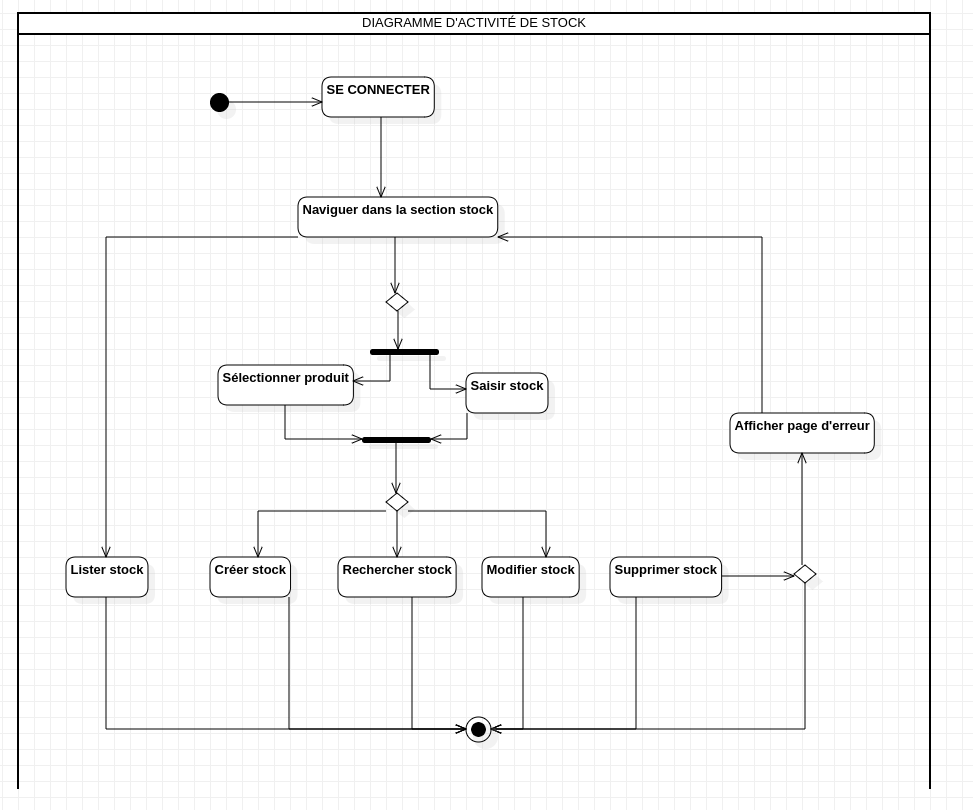 DIAGRAMME D'ACTIVITÉ DE STOCK
SE CONNECTER
Naviguer dans la section stock
Sélectionner produit
Saisir stock
Afficher page d'erreur
Lister stock
Créer stock
Rechercher stock
Modifier stock
Supprimer stock